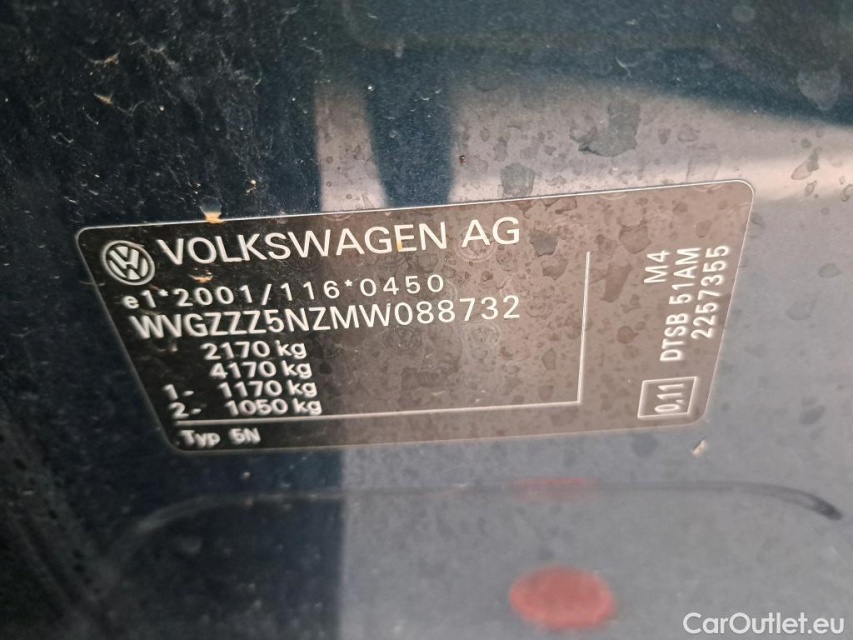 VOLKSWAGEN AG
e1*2001/116*0450
WVGZZZ5NZMW088732
2170 kg
4170 kg
1.- 1170 kg
2.- 1050 kg
Typ 5N
M4
DTSB 51AM
2257355
0,11
CarOutlet.eu